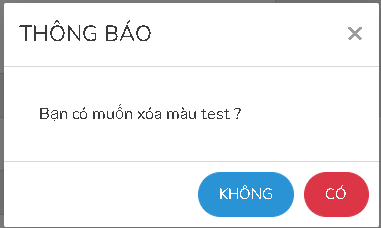 THÔNG BÁO
Bạn có muốn xóa màu test ?
KHÔNG
CÓ